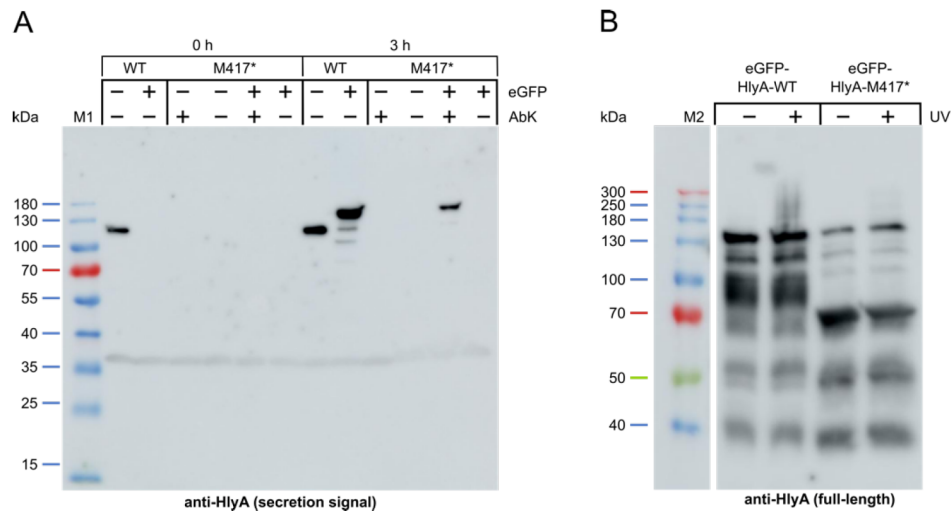 A
0 h 3 h
WT M417* WT M417*
− + − − + + − + − − + + eGFP
kDa M1 − − + − + − − − + − + − AbK
180
130
100
70
55
40
35
25
15
anti-HlyA (secretion signal)
B
eGFP- eGFP-
HlyA-WT HlyA-M417*
kDa M2 − + − + UV
300
250
180
130
100
70
50
40
anti-HlyA (full-length)